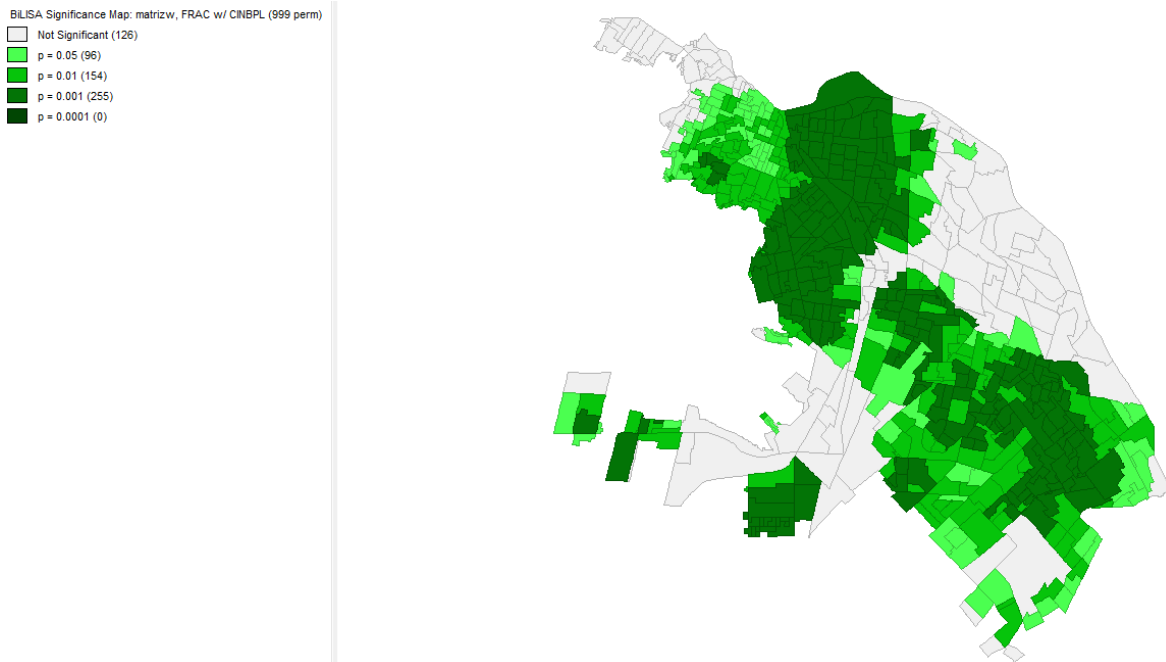 BiLISA Significance Map: matrizw, FRAC w/ CINBPL (999 perm)
Not Significant (126)
p = 0.05 (96)
p = 0.01 (154)
p = 0.001 (255)
p = 0.0001 (0)